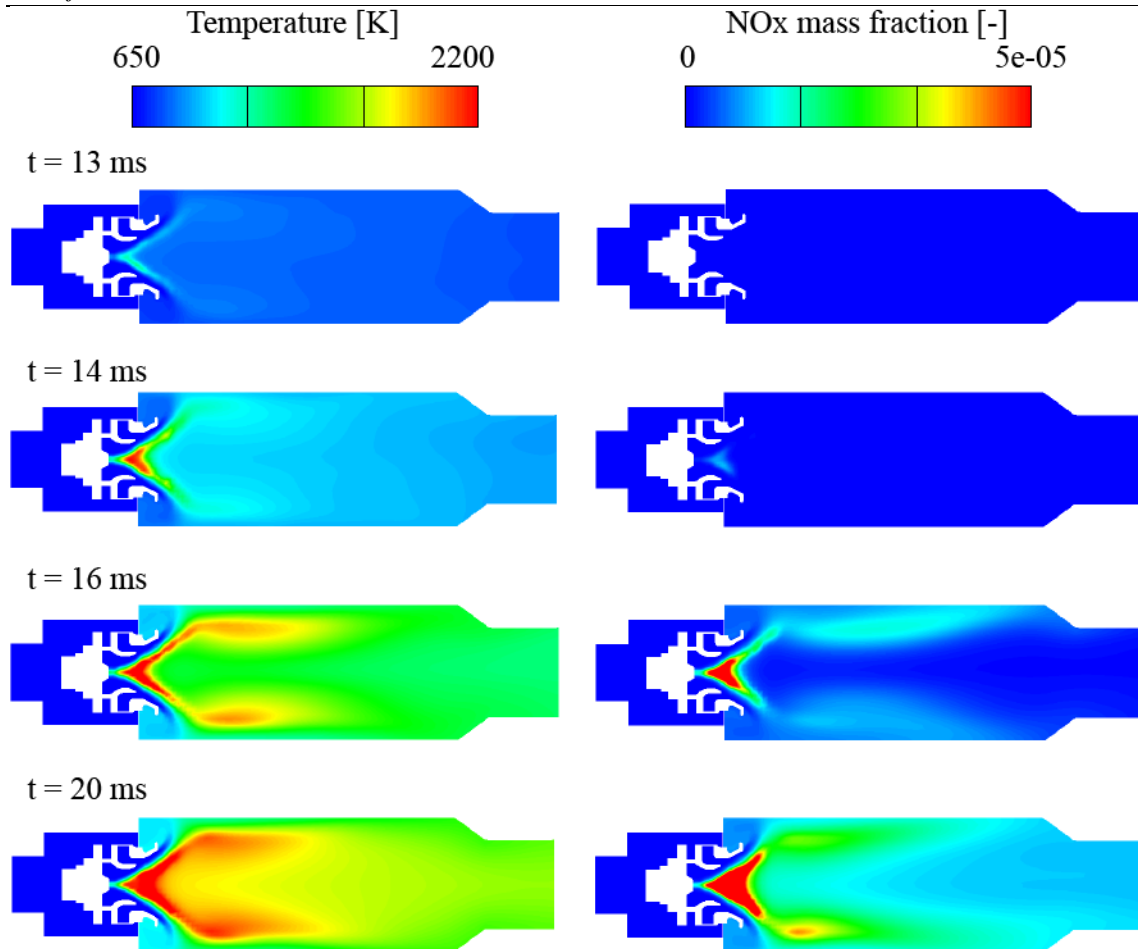 Temperature [K]
NOx mass fraction [-]
650
2200
0
5e-05
t = 13 ms
t = 14 ms
t = 16 ms
t = 20 ms